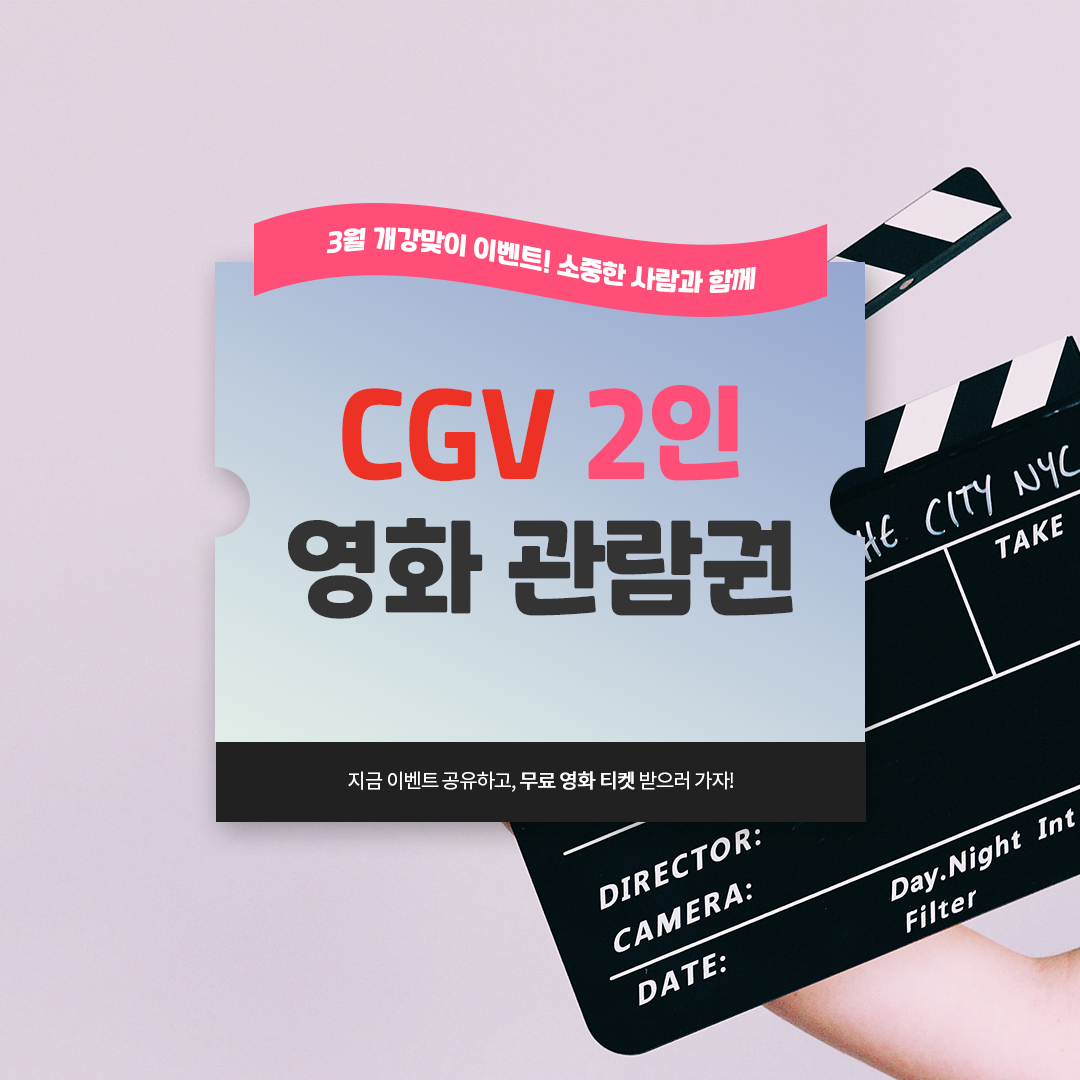 3월 개강맞이 이벤트! 소중한 사람과 함께
CGV 2인
영화 관람권
지금 이벤트 공유하고, 무료 영화 티켓 받으러 가자!
CITY NYC
TAKE
DIRECTOR:
CAMERA:
DATE:
Day.Night Int
Filter